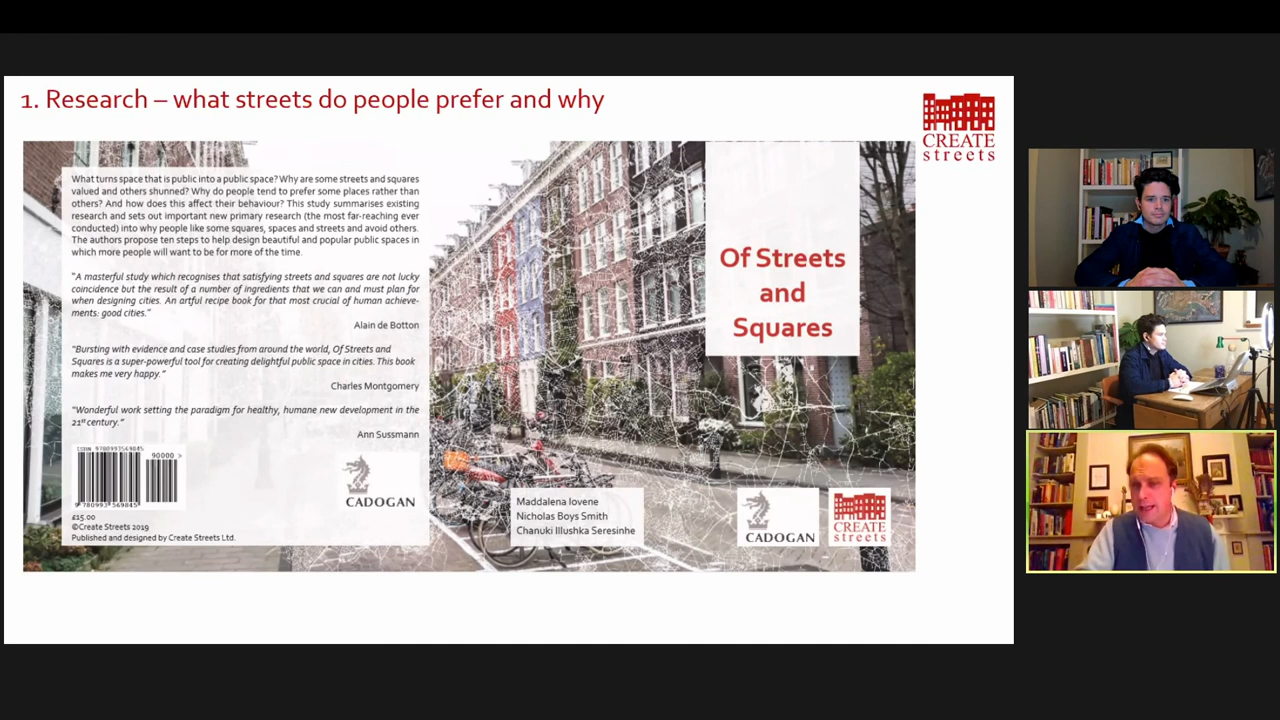 1. Research – what streets do people prefer and why
CREATE
streets
What turns space that is public into a public space? Why are some streets and squares
valued and others shunned? Why do people tend to prefer some places rather than
others? And how does this affect their behaviour? This study summarises existing
research and sets out important new primary research (the most far-reaching ever
conducted) into why people like some squares, spaces and streets and avoid others.
The authors propose ten steps to help design beautiful and popular public spaces in
which more people will want to be for more of the time.
"A masterful study which recognises that satisfying streets and squares are not lucky
coincidence but the result of a number of ingredients that we can and must plan for
when designing cities. An artful recipe book for that most crucial of human achieve-
ments: good cities."
Alain de Botton
"Bursting with evidence and case studies from around the world, Of Streets and
Squares is a super-powerful tool for creating delightful public space in cities. This book
makes me very happy."
Charles Montgomery
"Wonderful work setting the paradigm for healthy, humane new development in the
21st century."
Ann Sussmann
ISBN 9780993569845
90000 >
9 780993 569845
£15.00
©Create Streets 2019
Published and designed by Create Streets Ltd.
CADOGAN
Of Streets
and
Squares
Maddalena Iovene
Nicholas Boys Smith
Chanuki Illushka Seresinhe
CADOGAN
CREATE
streets